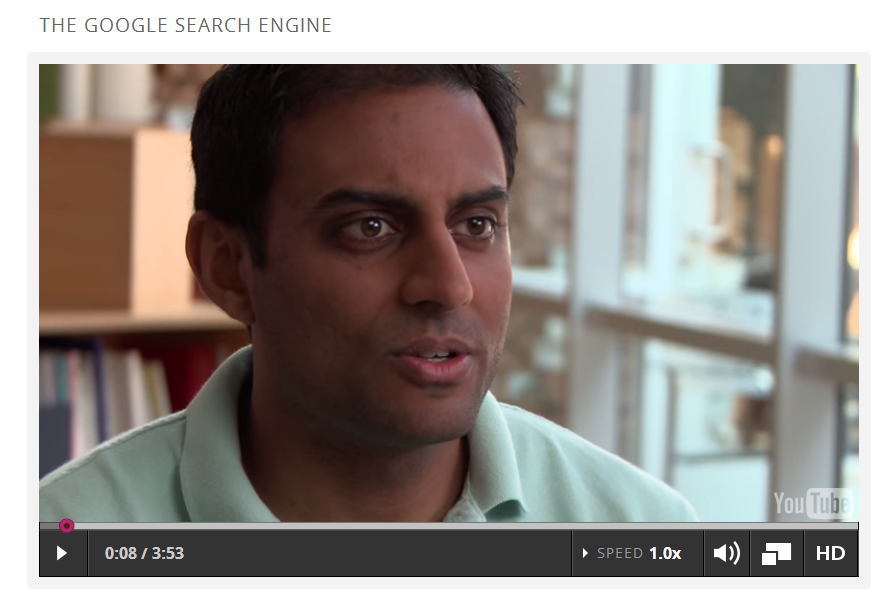 THE GOOGLE SEARCH ENGINE
YouTube
0:08 / 3:53
SPEED 1.0x
HD